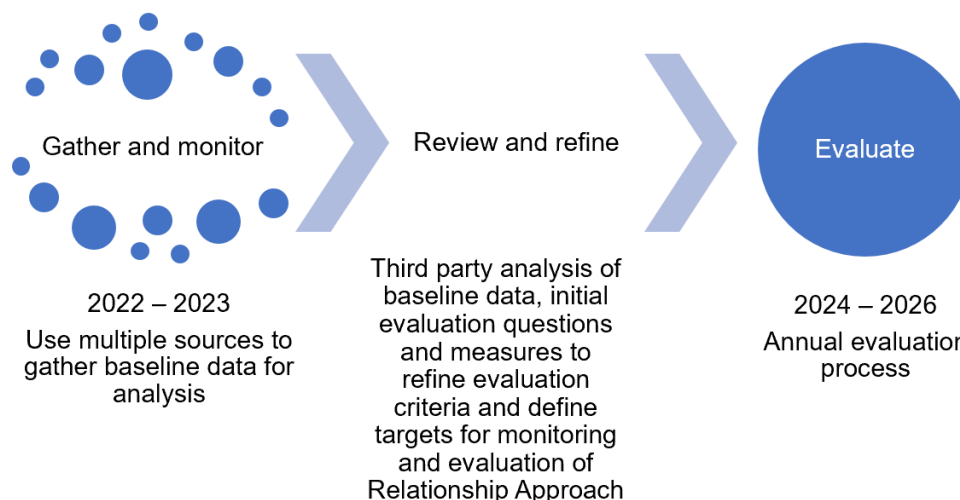 Gather and monitor
2022 – 2023
Use multiple sources to
gather baseline data for
analysis
Review and refine
Third party analysis of
baseline data, initial
evaluation questions
and measures to
refine evaluation
criteria and define
targets for monitoring
and evaluation of
Relationship Approach
Evaluate
2024 – 2026
Annual evaluation
process